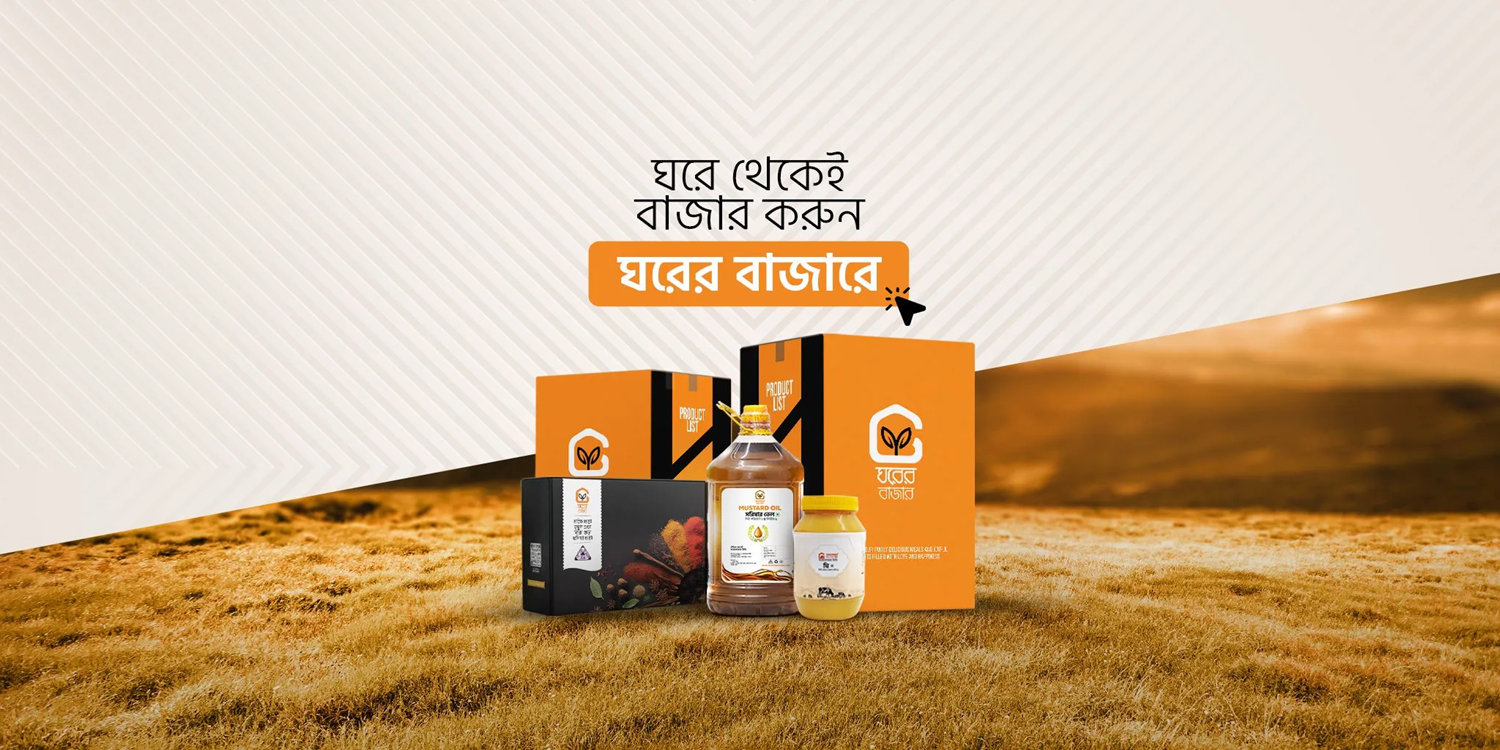 ঘরে থেকেই
বাজার করুন
ঘরের বাজারে
PRODUCT
LIST
PRODUCT
LIST
ঘরের
বাজার
MUSTARD OIL
সরিষার তেল
ঘি